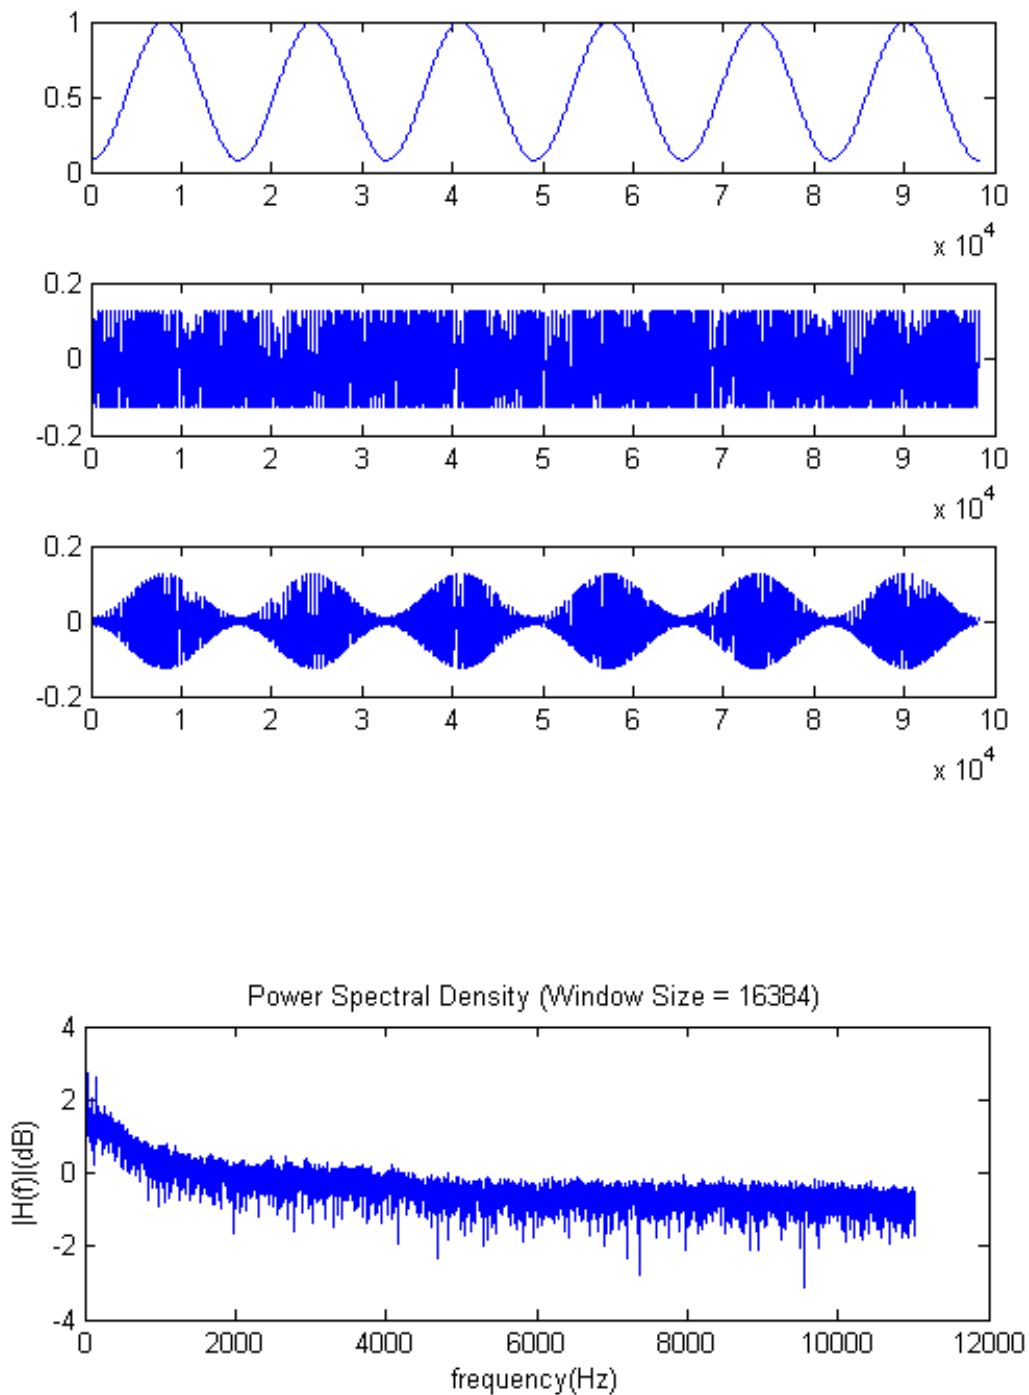 1
0.5
0
0 1 2 3 4 5 6 7 8 9 10
x 10^4
0.2
0
-0.2
0 1 2 3 4 5 6 7 8 9 10
x 10^4
0.2
0
-0.2
0 1 2 3 4 5 6 7 8 9 10
x 10^4
Power Spectral Density (Window Size = 16384)
4
2
0
-2
-4
|H(f)|(dB)
0 2000 4000 6000 8000 10000 12000
frequency(Hz)